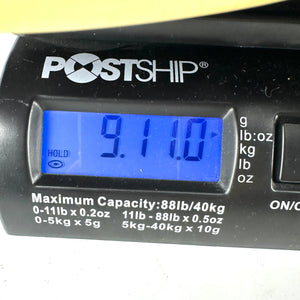 POSTSHIP®
HOLD 9.11.0
g
lb:oz
kg
lb
oz
ON/O
Maximum Capacity:88lb/40kg
0-11lb x 0.2oz 11lb - 88lb x 0.5oz
0-5kg x 5g 5kg-40kg x 10g